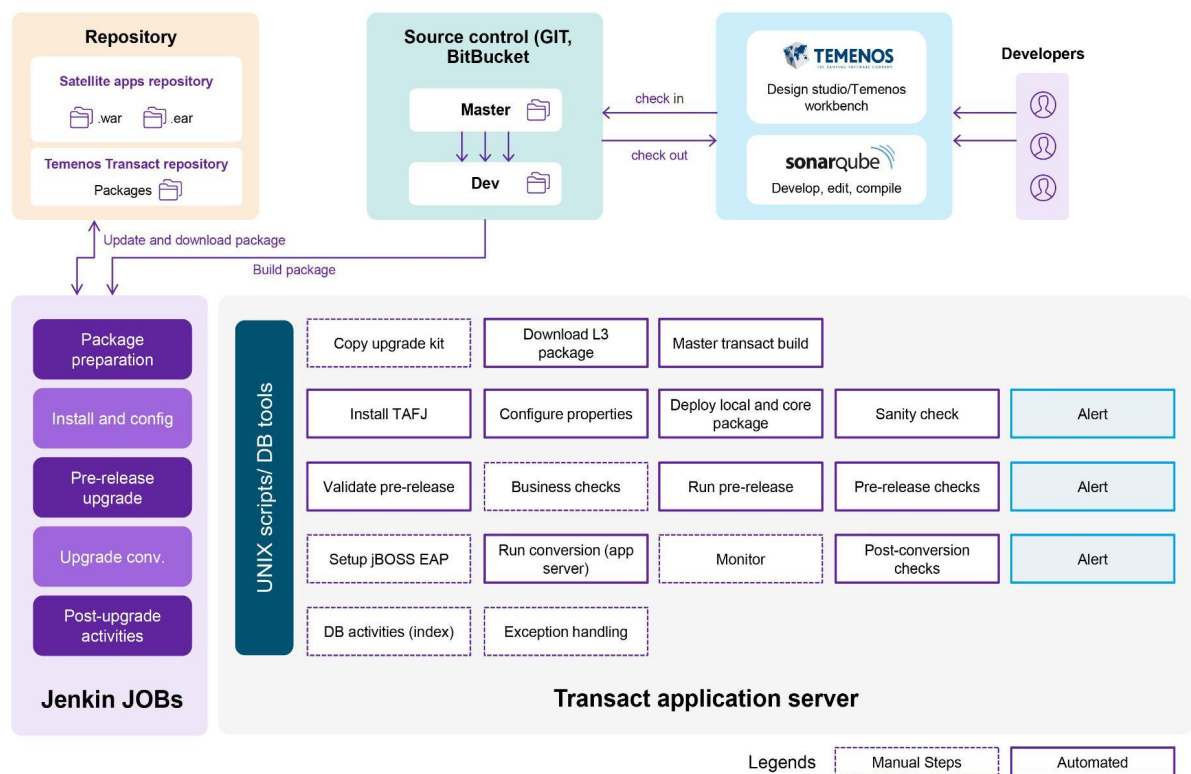 Repository
Satellite apps repository
.war
.ear
Temenos Transact repository
Packages
Source control (GIT,
BitBucket
Master
Dev
check in
check out
TEMENOS
THE BANKING SOFTWARE COMPANY
Design studio/Temenos
workbench
sonarqube
Develop, edit, compile
Developers
Update and download package
Build package
Package
preparation
Install and config
Pre-release
upgrade
Upgrade conv.
Post-upgrade
activities
Jenkin JOBs
UNIX scripts/ DB tools
Copy upgrade kit
Download L3
package
Master transact build
Install TAFJ
Configure properties
Deploy local and core
package
Sanity check
Alert
Validate pre-release
Business checks
Run pre-release
Pre-release checks
Alert
Setup jBOSS EAP
Run conversion (app
server)
Monitor
Post-conversion
checks
Alert
DB activities (index)
Exception handling
Transact application server
Legends
Manual Steps
Automated